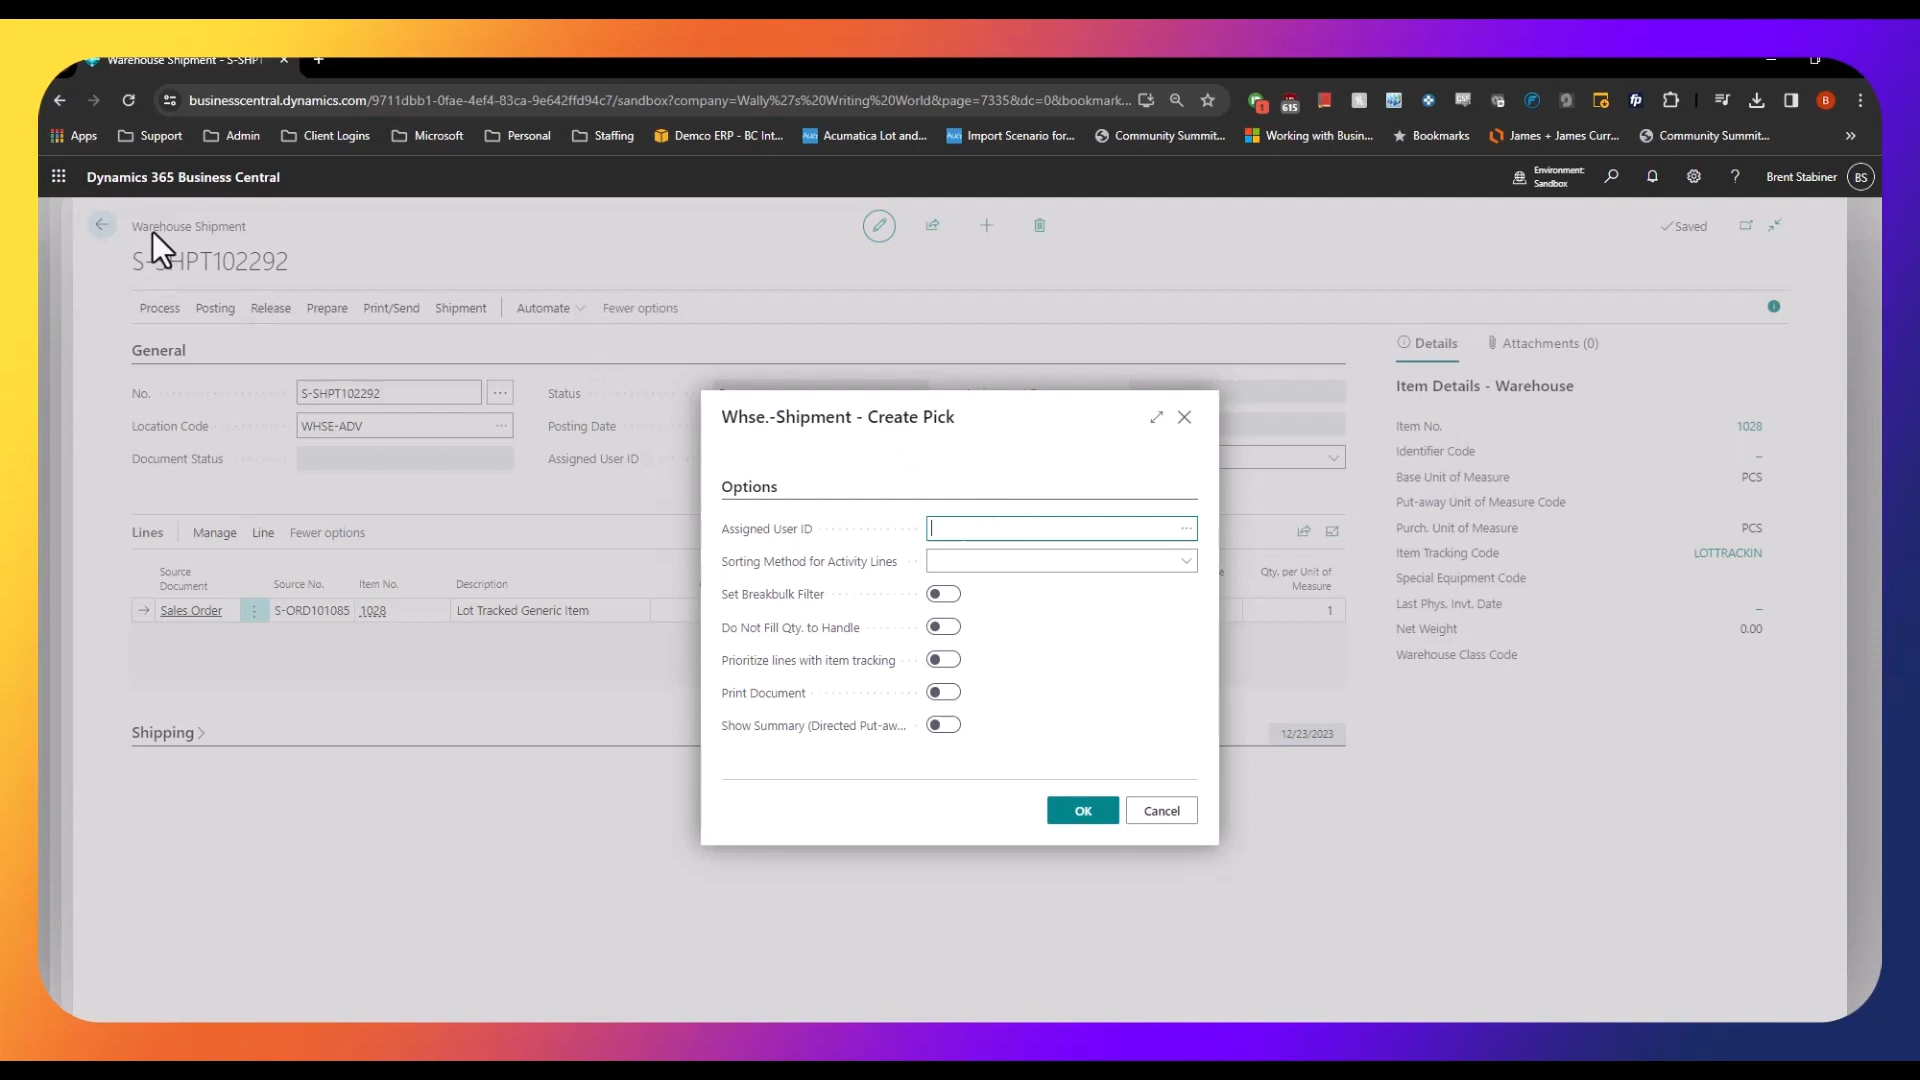 Warehouse Shipment - S-SHPT
businesscentral.dynamics.com/9711dbb1-0fae-4ef4-83ca-9e642ffd94c7/sandbox?company=Wally%27s%20Writing%20World&page=7335&dc=0&bookmark...
Apps Support Admin Client Logins Microsoft Personal Staffing Demco ERP - BC Int... Acumatica Lot and... Import Scenario for... Community Summit... Working with Busin... Bookmarks James + James Curr... Community Summit... »
Dynamics 365 Business Central
Environment:
Sandbox
? Brent Stabiner BS
Warehouse Shipment
Saved
S-SHPT102292
Process Posting Release Prepare Print/Send Shipment Automate Fewer options
General
No. S-SHPT102292 ...
Location Code WHSE-ADV ...
Document Status
Status
Posting Date
Assigned User ID
Details Attachments (0)
Item Details - Warehouse
Item No. 1028
Identifier Code _
Base Unit of Measure PCS
Put-away Unit of Measure Code
Purch. Unit of Measure PCS
Item Tracking Code LOTTRACKIN
Special Equipment Code
Last Phys. Invt. Date _
Net Weight 0.00
Warehouse Class Code
Lines Manage Line Fewer options
Source
Document Source No. Item No. Description
Qty. per Unit of
Measure
Sales Order S-ORD101085 1028 Lot Tracked Generic Item 1
Shipping
12/23/2023
Whse.-Shipment - Create Pick
Options
Assigned User ID ...
Sorting Method for Activity Lines
Set Breakbulk Filter
Do Not Fill Qty. to Handle
Prioritize lines with item tracking
Print Document
Show Summary (Directed Put-aw...
OK Cancel